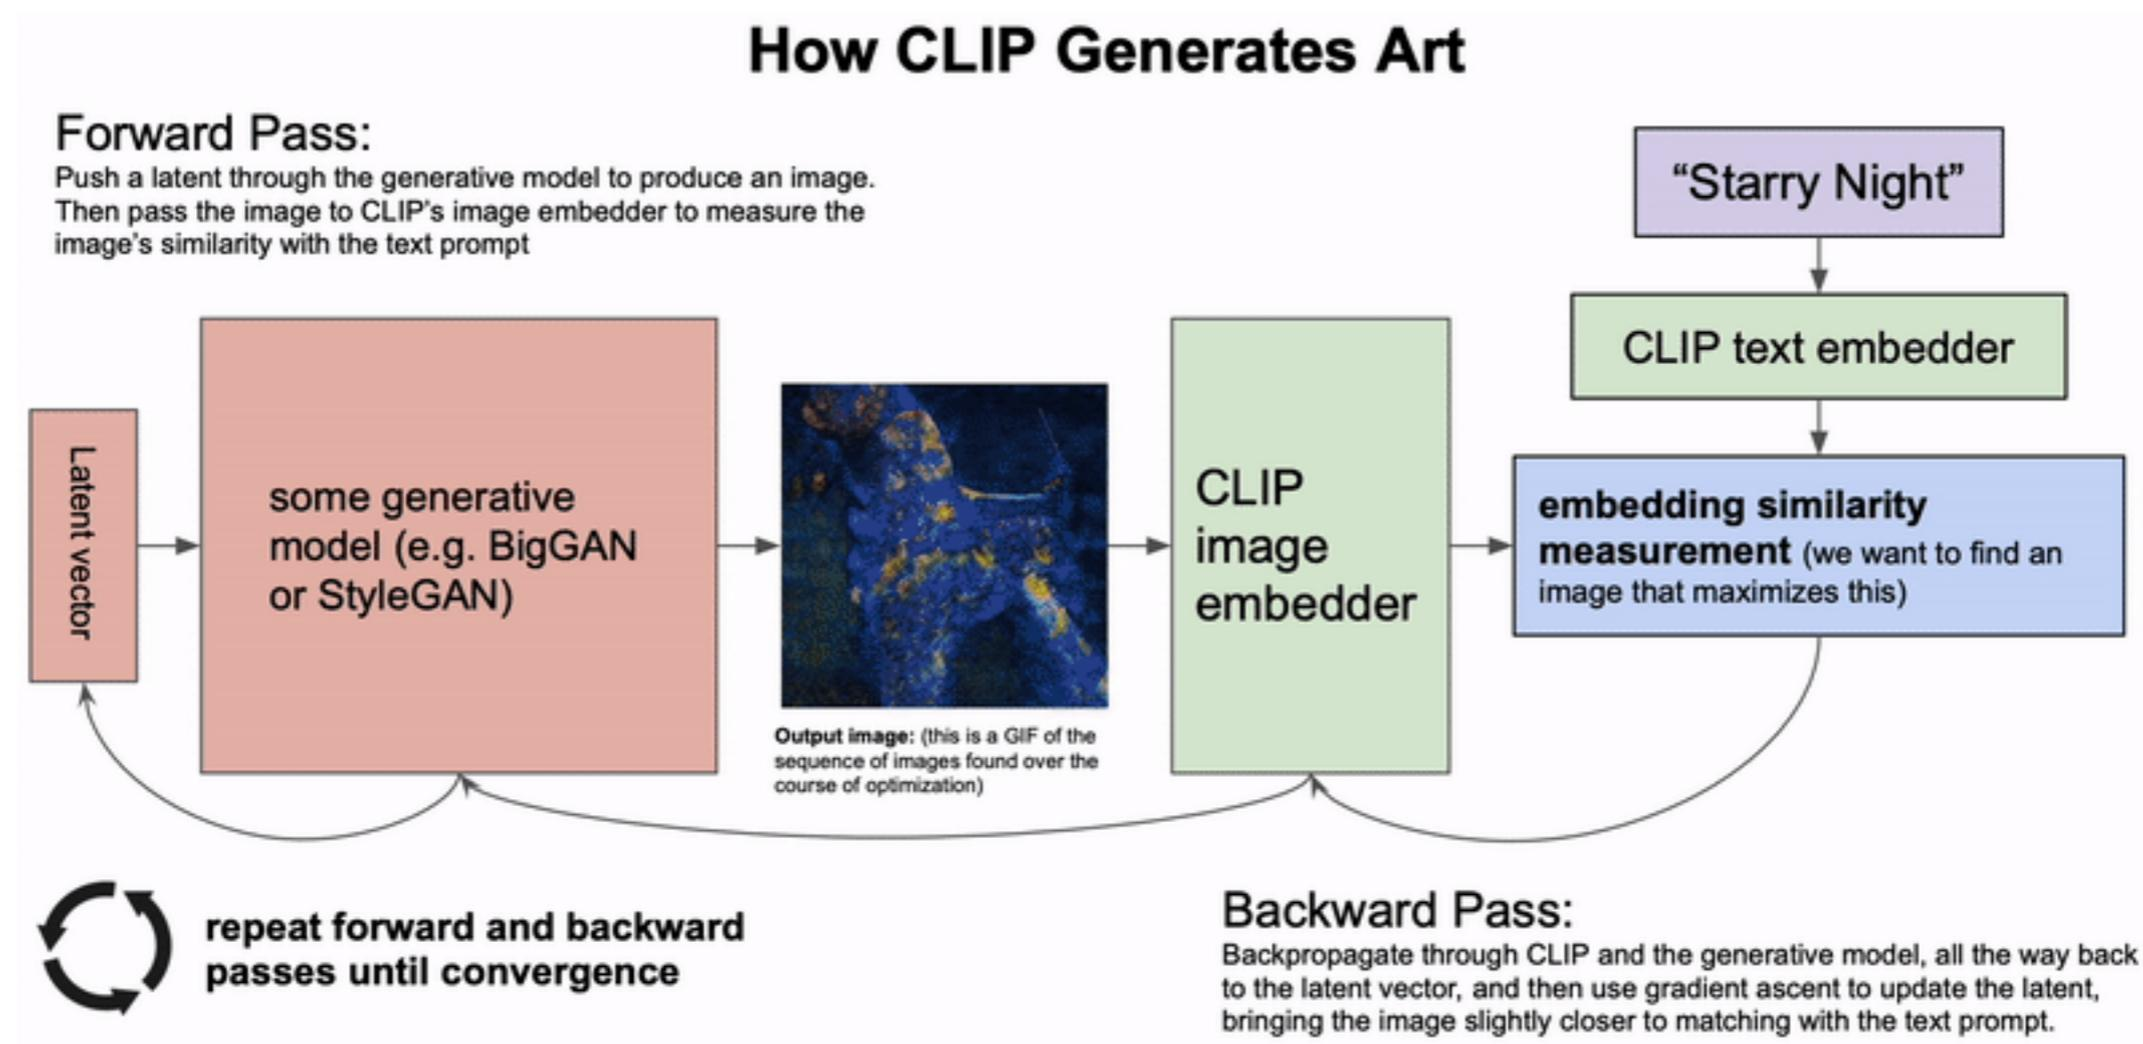 How CLIP Generates Art
Forward Pass:
Push a latent through the generative model to produce an image.
Then pass the image to CLIP's image embedder to measure the
image's similarity with the text prompt
“Starry Night”
CLIP text embedder
Latent vector
some generative
model (e.g. BigGAN
or StyleGAN)
Output image: (this is a GIF of the
sequence of images found over the
course of optimization)
CLIP
image
embedder
embedding similarity
measurement (we want to find an
image that maximizes this)
repeat forward and backward
passes until convergence
Backward Pass:
Backpropagate through CLIP and the generative model, all the way back
to the latent vector, and then use gradient ascent to update the latent,
bringing the image slightly closer to matching with the text prompt.